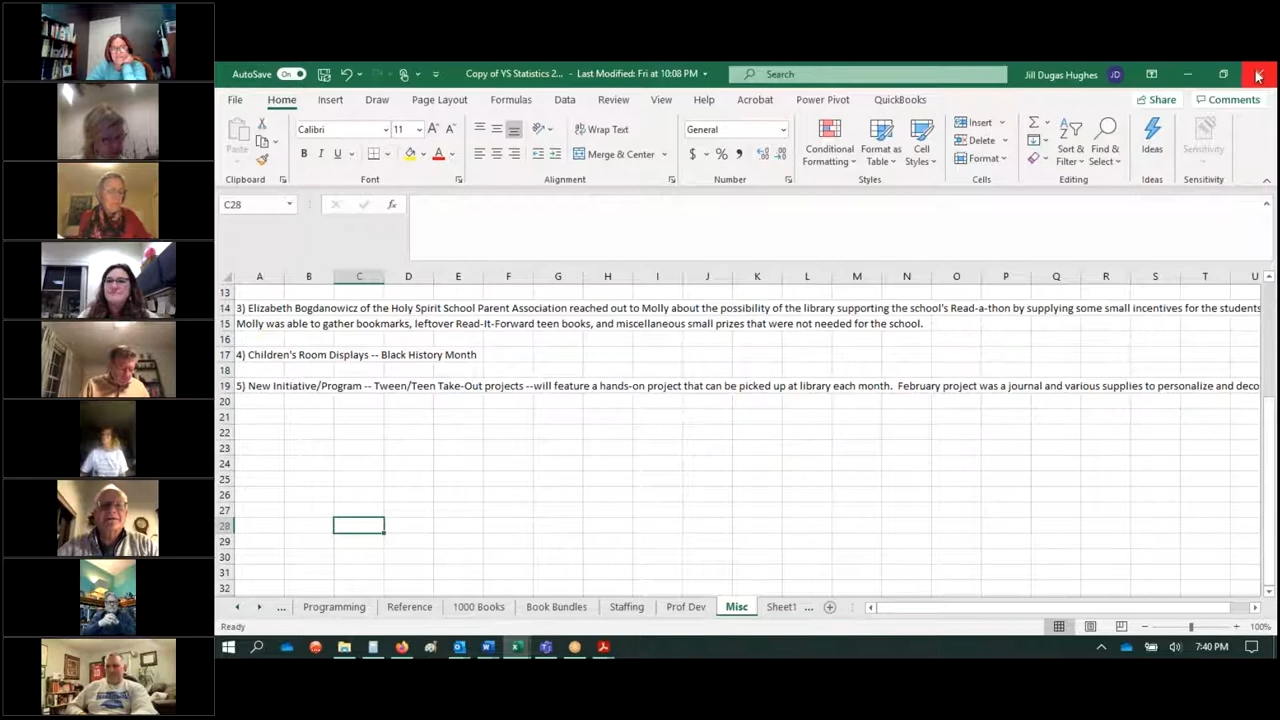 AutoSave On Copy of YS Statistics 2... - Last Modified: Fri at 10:08 PM Search Jill Dugas Hughes JD
File Home Insert Draw Page Layout Formulas Data Review View Help Acrobat Power Pivot QuickBooks Share Comments
Calibri 11 A A Wrap Text General Insert
Paste B I U A Merge & Center $ % Conditional Formatting Format as Table Cell Styles Delete Format Sort & Filter Find & Select Ideas Sensitivity
Clipboard Font Alignment Number Styles Cells Editing Ideas Sensitivity
C28 fx
A B C D E F G H I J K L M N O P Q R S T U
13
14 3) Elizabeth Bogdanowicz of the Holy Spirit School Parent Association reached out to Molly about the possibility of the library supporting the school's Read-a-thon by supplying some small incentives for the students
15 Molly was able to gather bookmarks, leftover Read-It-Forward teen books, and miscellaneous small prizes that were not needed for the school.
16
17 4) Children's Room Displays -- Black History Month
18
19 5) New Initiative/Program -- Tween/Teen Take-Out projects --will feature a hands-on project that can be picked up at library each month. February project was a journal and various supplies to personalize and deco
20
21
22
23
24
25
26
27
28
29
30
31
32
... Programming Reference 1000 Books Book Bundles Staffing Prof Dev Misc Sheet1 ...
Ready 100%
7:40 PM